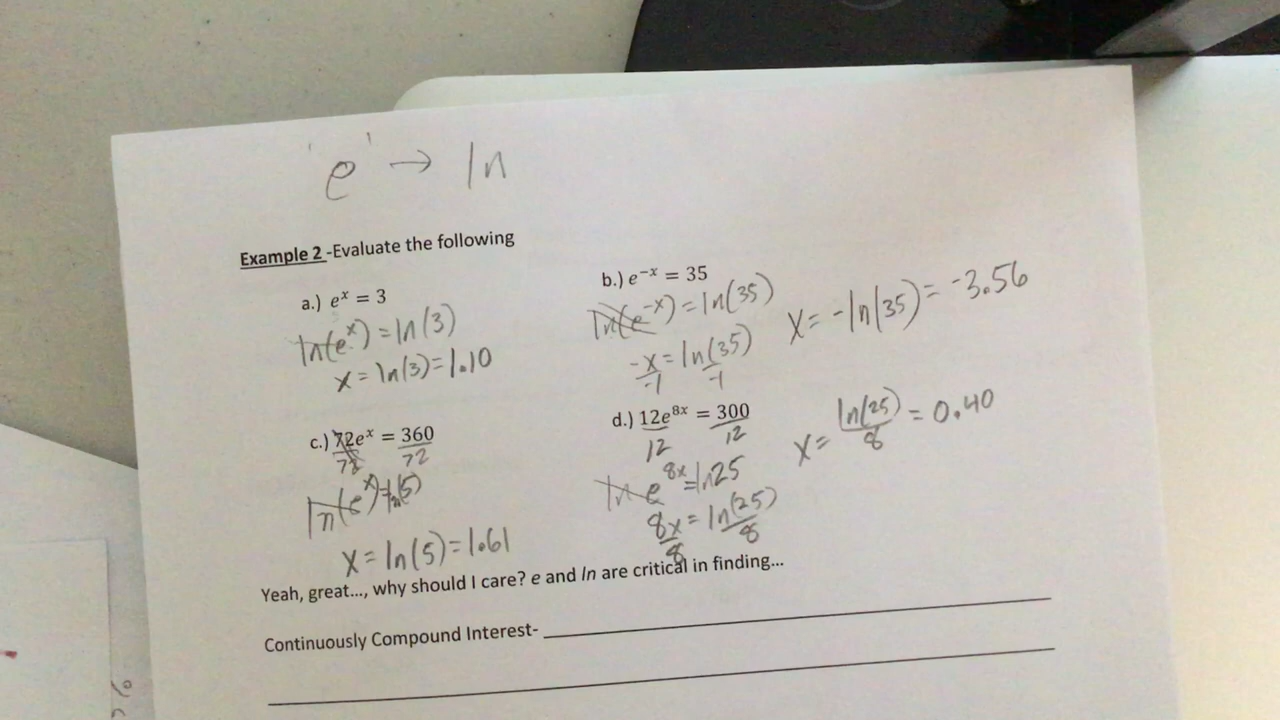 'e' → ln
Example 2 -Evaluate the following
a.) e^x = 3
ln(e^x) = ln(3)
x = ln(3) = 1.10
b.) e^−x = 35
ln(e^-x) = ln(35)
-x/-1 = ln(35)/-1
x = -ln(35) = -3.56
c.) 72e^x = 360
72 72
ln(e^x) = ln(5)
x = ln(5) = 1.61
d.) 12e^8x = 300
12 12
ln e^8x = ln25
8x/8 = ln(25)/8
x = ln(25)/8 = 0.40
Yeah, great..., why should I care? e and ln are critical in finding...
Continuously Compound Interest-